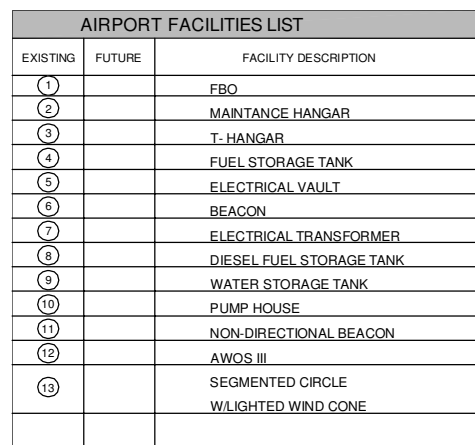 AIRPORT FACILITIES LIST
EXISTING FUTURE FACILITY DESCRIPTION
1 FBO
2 MAINTANCE HANGAR
3 T- HANGAR
4 FUEL STORAGE TANK
5 ELECTRICAL VAULT
6 BEACON
7 ELECTRICAL TRANSFORMER
8 DIESEL FUEL STORAGE TANK
9 WATER STORAGE TANK
10 PUMP HOUSE
11 NON-DIRECTIONAL BEACON
12 AWOS III
13 SEGMENTED CIRCLE
W/LIGHTED WIND CONE